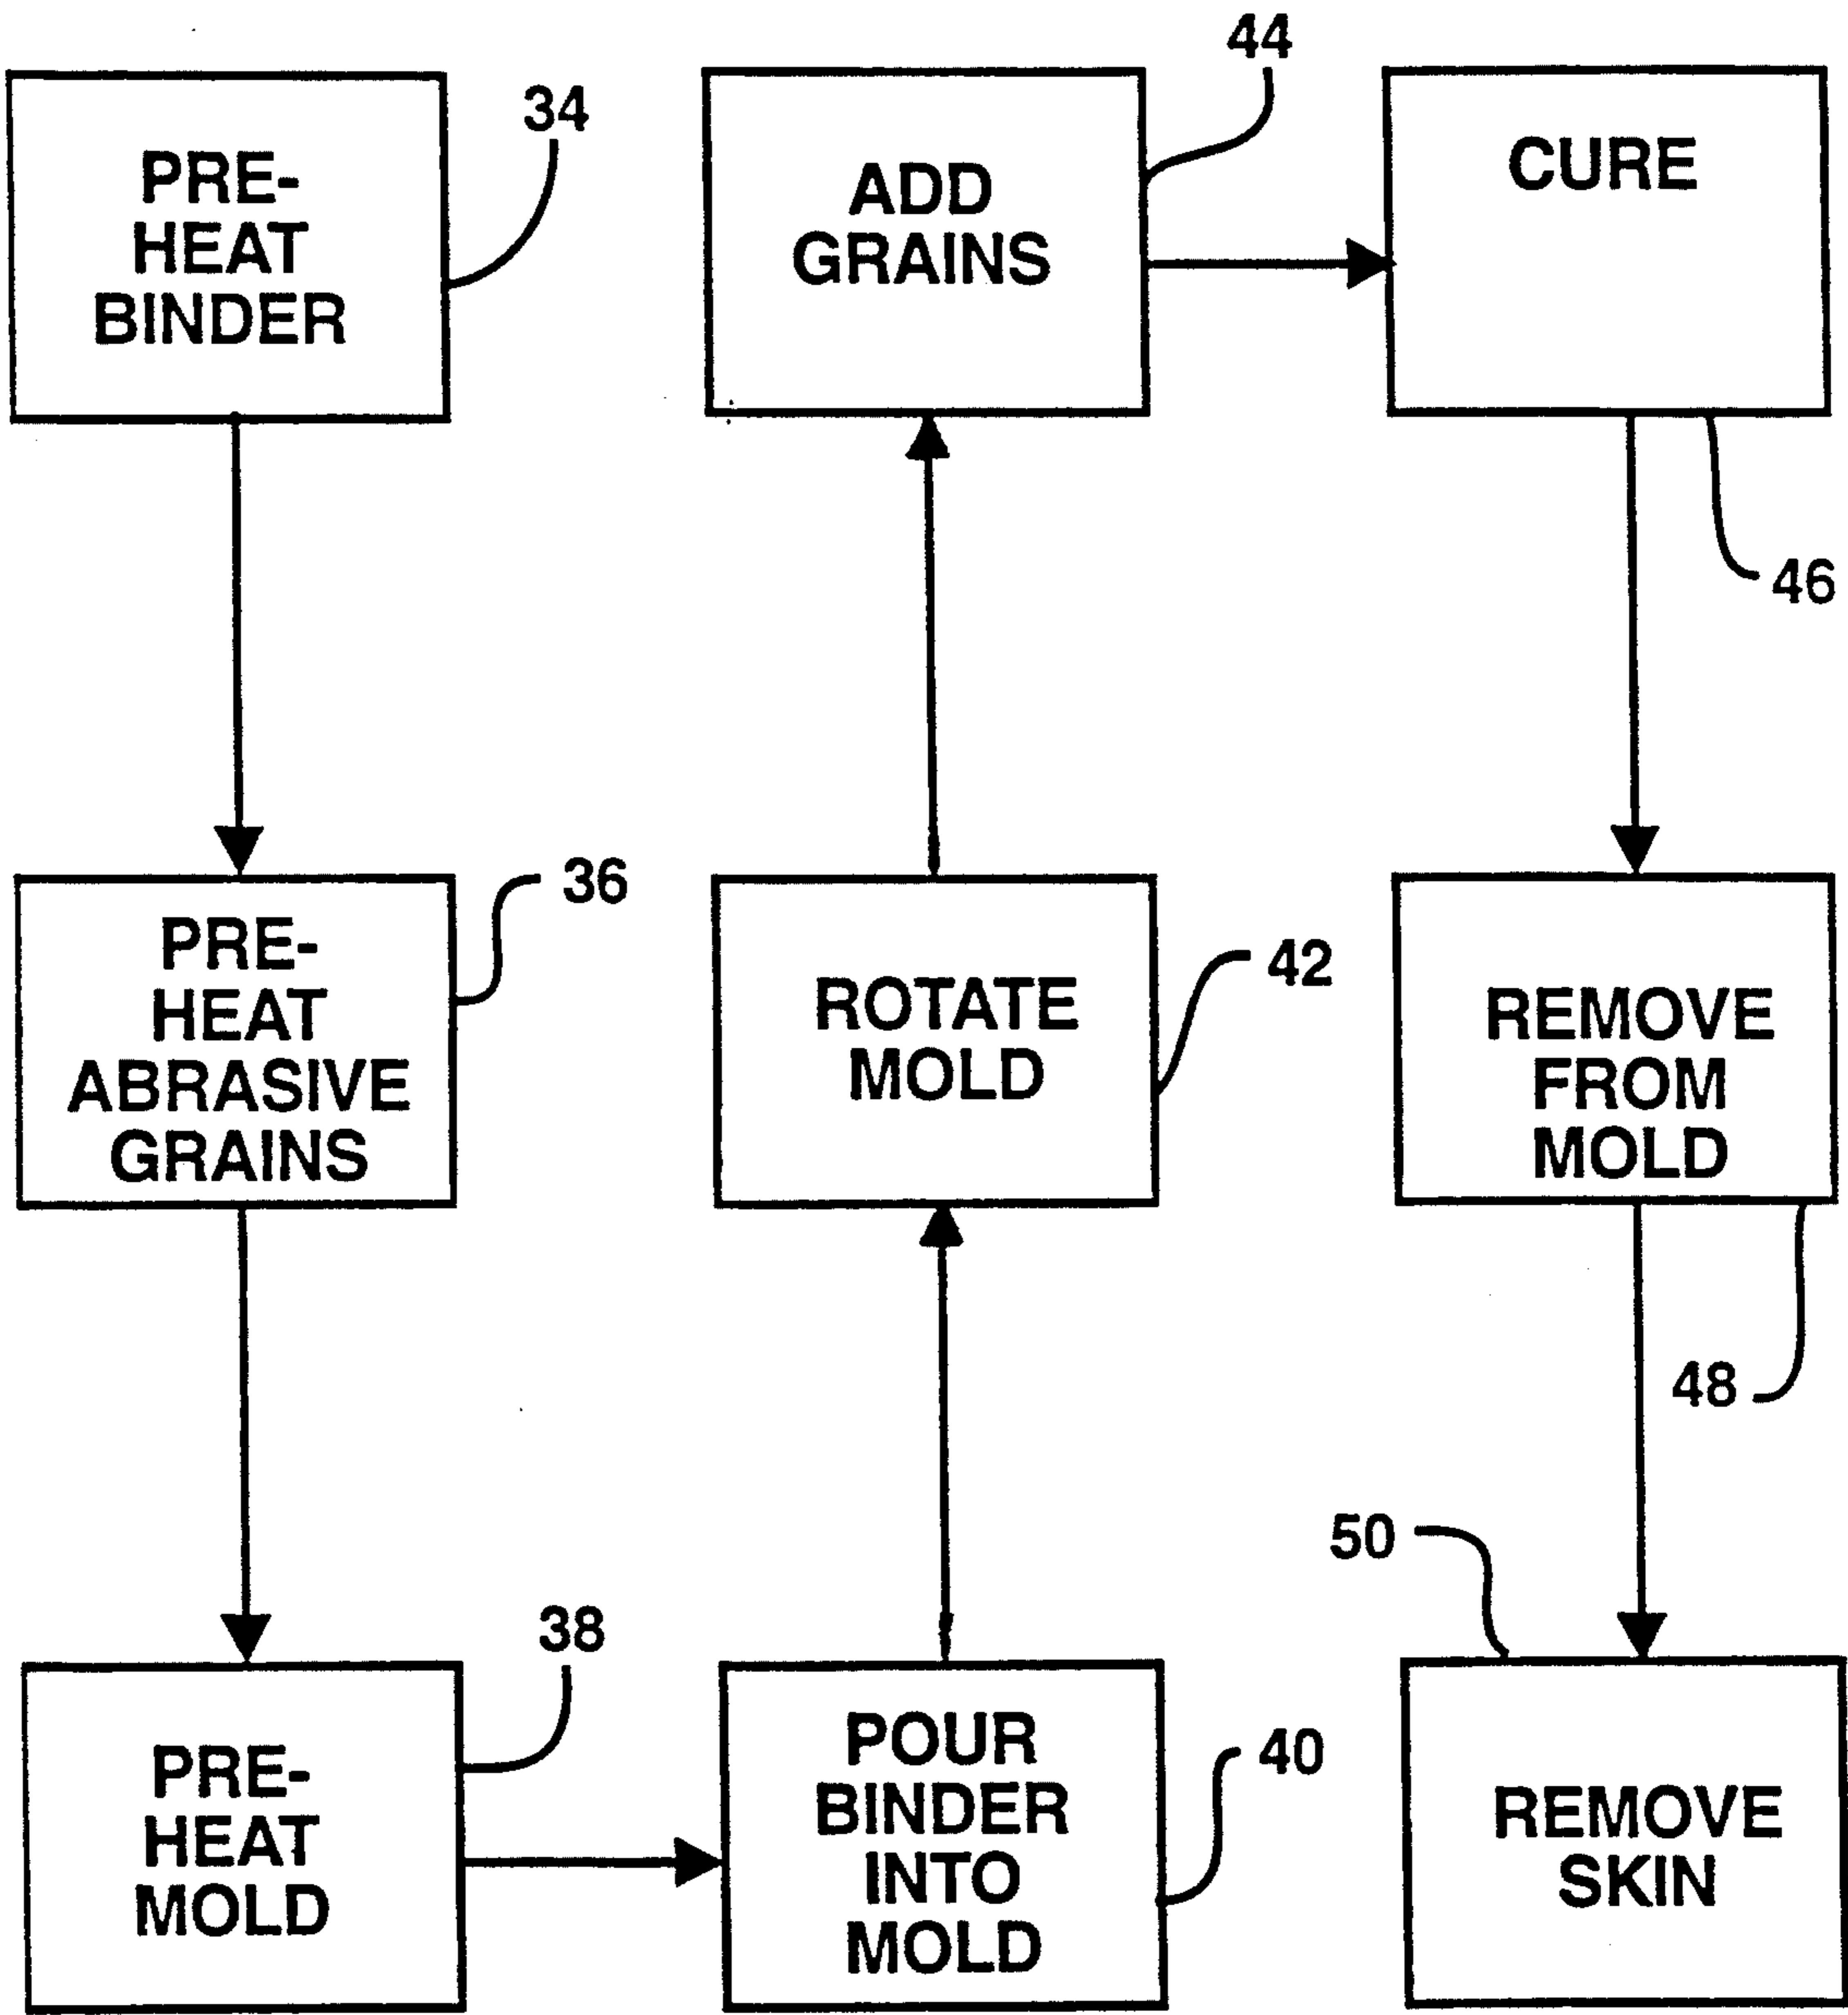 PRE-
HEAT
BINDER
34
PRE-
HEAT
ABRASIVE
GRAINS
36
PRE-
HEAT
MOLD
38
POUR
BINDER
INTO
MOLD
40
ROTATE
MOLD
42
ADD
GRAINS
44
CURE
46
REMOVE
FROM
MOLD
48
REMOVE
SKIN
50